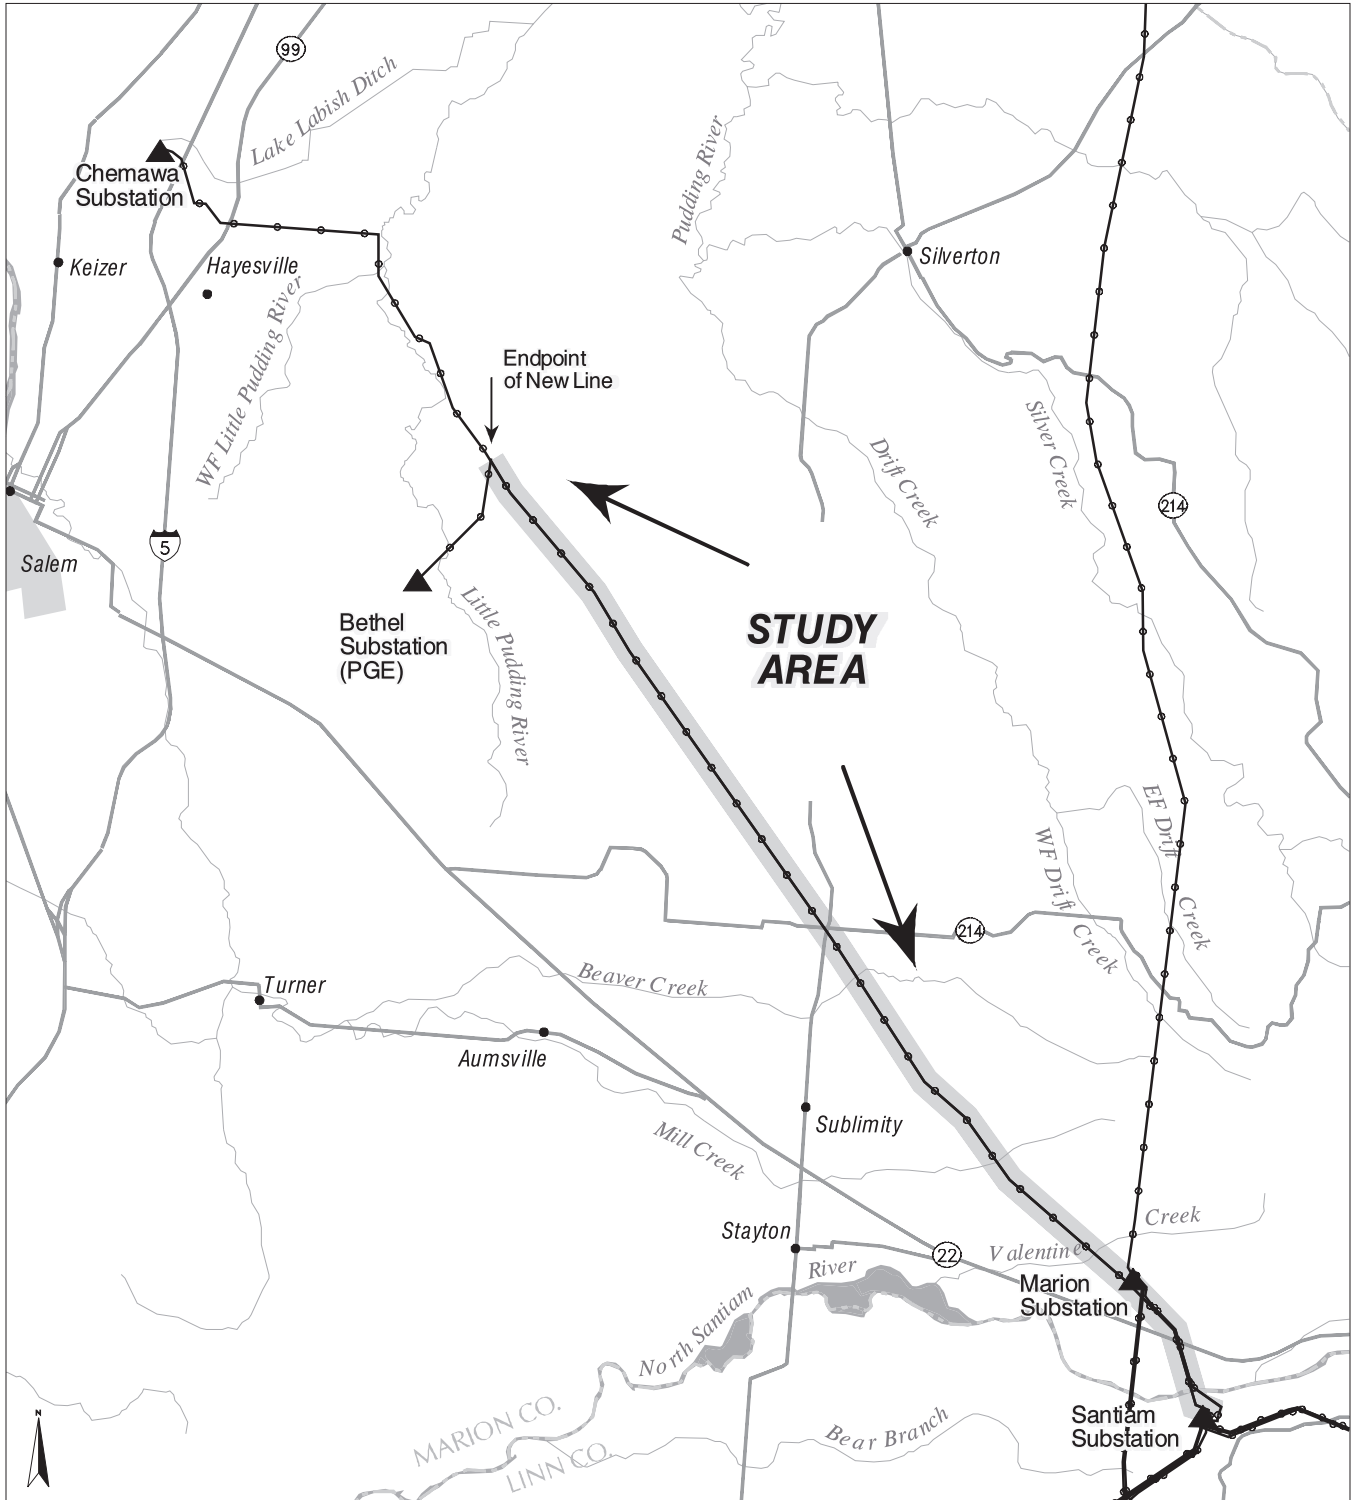 99
Lake Labish Ditch
Chemawa
Substation
Pudding River
Keizer
Hayesville
Silverton
WF Little Pudding River
Endpoint
of New Line
Silver Creek
Drift Creek
214
5
Salem
Bethel
Substation
(PGE)
Little Pudding River
STUDY
AREA
EF Drift
Creek
WF Drift
Creek
214
Beaver Creek
Turner
Aumsville
Sublimity
Mill Creek
Stayton
22
Valentine
Creek
River
North Santiam
Marion
Substation
Santiam
Substation
Bear Branch
MARION CO.
LINN CO.
N